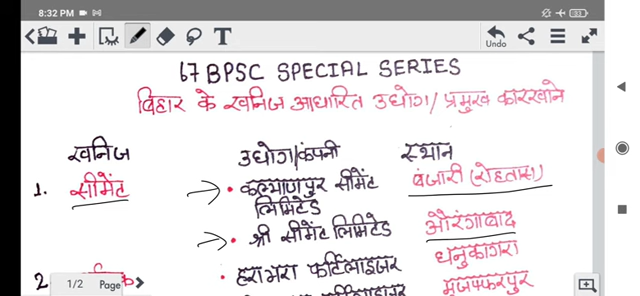 8:32 PM
33
Undo
67 BPSC SPECIAL SERIES
बिहार के खनिज आधारित उद्योग/प्रमुख कारखाने
खनिज उद्योग/कंपनी स्थान
1. सीमेंट → • कल्याणपुर सीमेंट लिमिटेड बंजारी (रोहतास)
→ • श्री सीमेंट लिमिटेड औरंगाबाद
2 • हराभरा फर्टिलाइजर धनुकागरा
मुजफ्फरपुर
1/2 Page